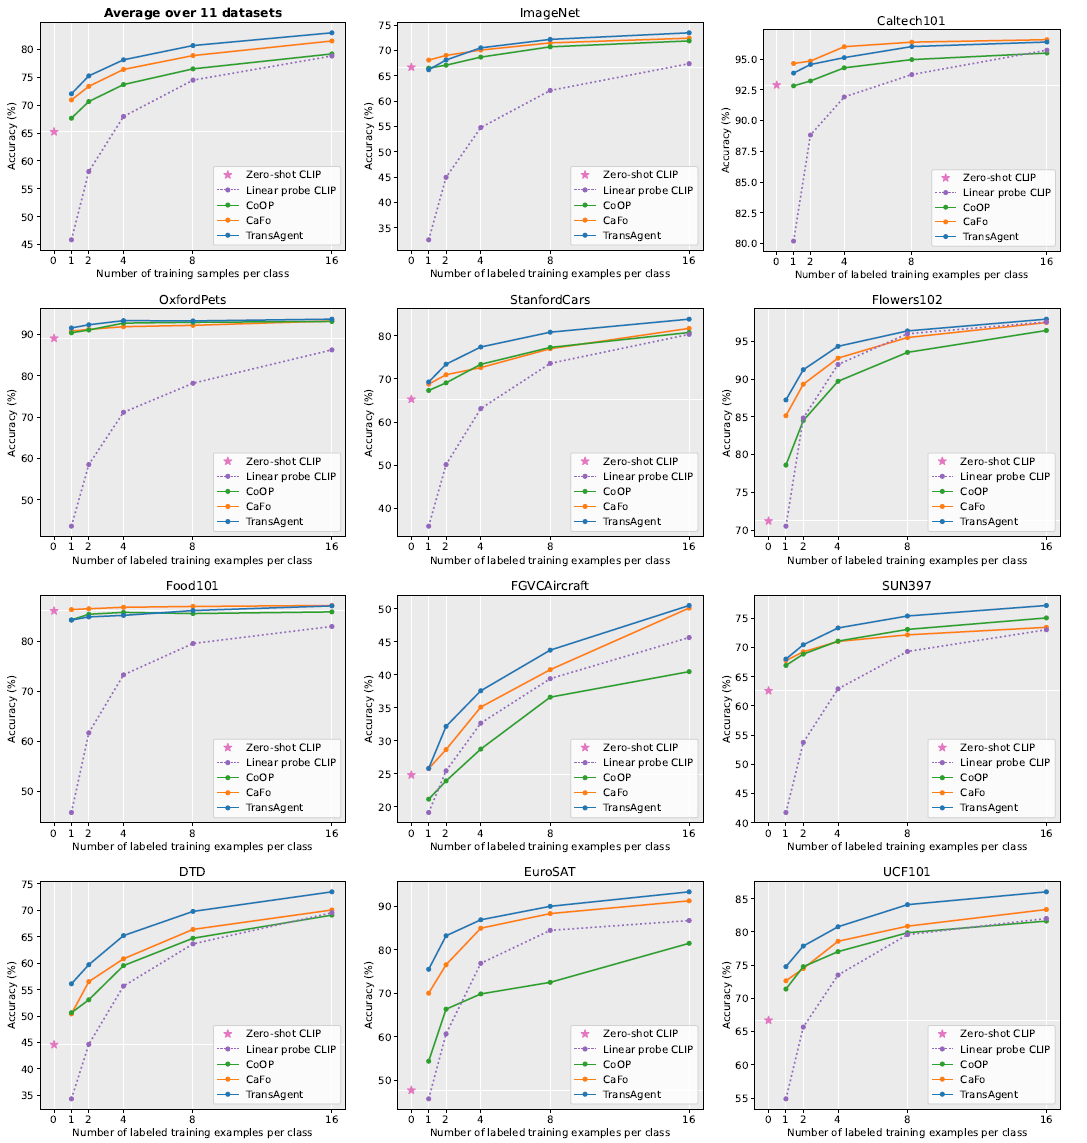 Average over 11 datasets
Accuracy (%)
80
75
70
65
60
55
50
45
Zero-shot CLIP
Linear probe CLIP
CoOP
CaFo
TransAgent
0 1 2 4 8 16
Number of training samples per class
ImageNet
Accuracy (%)
75
70
65
60
55
50
45
40
35
Zero-shot CLIP
Linear probe CLIP
CoOP
CaFo
TransAgent
0 1 2 4 8 16
Number of labeled training examples per class
Caltech101
Accuracy (%)
95.0
92.5
90.0
87.5
85.0
82.5
80.0
Zero-shot CLIP
Linear probe CLIP
CoOP
CaFo
TransAgent
0 1 2 4 8 16
Number of labeled training examples per class
OxfordPets
Accuracy (%)
90
80
70
60
50
Zero-shot CLIP
Linear probe CLIP
CoOP
CaFo
TransAgent
0 1 2 4 8 16
Number of labeled training examples per class
StanfordCars
Accuracy (%)
80
70
60
50
40
Zero-shot CLIP
Linear probe CLIP
CoOP
CaFo
TransAgent
0 1 2 4 8 16
Number of labeled training examples per class
Flowers102
Accuracy (%)
95
90
85
80
75
70
Zero-shot CLIP
Linear probe CLIP
CoOP
CaFo
TransAgent
0 1 2 4 8 16
Number of labeled training examples per class
Food101
Accuracy (%)
80
70
60
50
Zero-shot CLIP
Linear probe CLIP
CoOP
CaFo
TransAgent
0 1 2 4 8 16
Number of labeled training examples per class
FGVCAircraft
Accuracy (%)
50
45
40
35
30
25
20
Zero-shot CLIP
Linear probe CLIP
CoOP
CaFo
TransAgent
0 1 2 4 8 16
Number of labeled training examples per class
SUN397
Accuracy (%)
75
70
65
60
55
50
45
40
Zero-shot CLIP
Linear probe CLIP
CoOP
CaFo
TransAgent
0 1 2 4 8 16
Number of labeled training examples per class
DTD
Accuracy (%)
75
70
65
60
55
50
45
40
35
Zero-shot CLIP
Linear probe CLIP
CoOP
CaFo
TransAgent
0 1 2 4 8 16
Number of labeled training examples per class
EuroSAT
Accuracy (%)
90
80
70
60
50
Zero-shot CLIP
Linear probe CLIP
CoOP
CaFo
TransAgent
0 1 2 4 8 16
Number of labeled training examples per class
UCF101
Accuracy (%)
85
80
75
70
65
60
55
Zero-shot CLIP
Linear probe CLIP
CoOP
CaFo
TransAgent
0 1 2 4 8 16
Number of labeled training examples per class